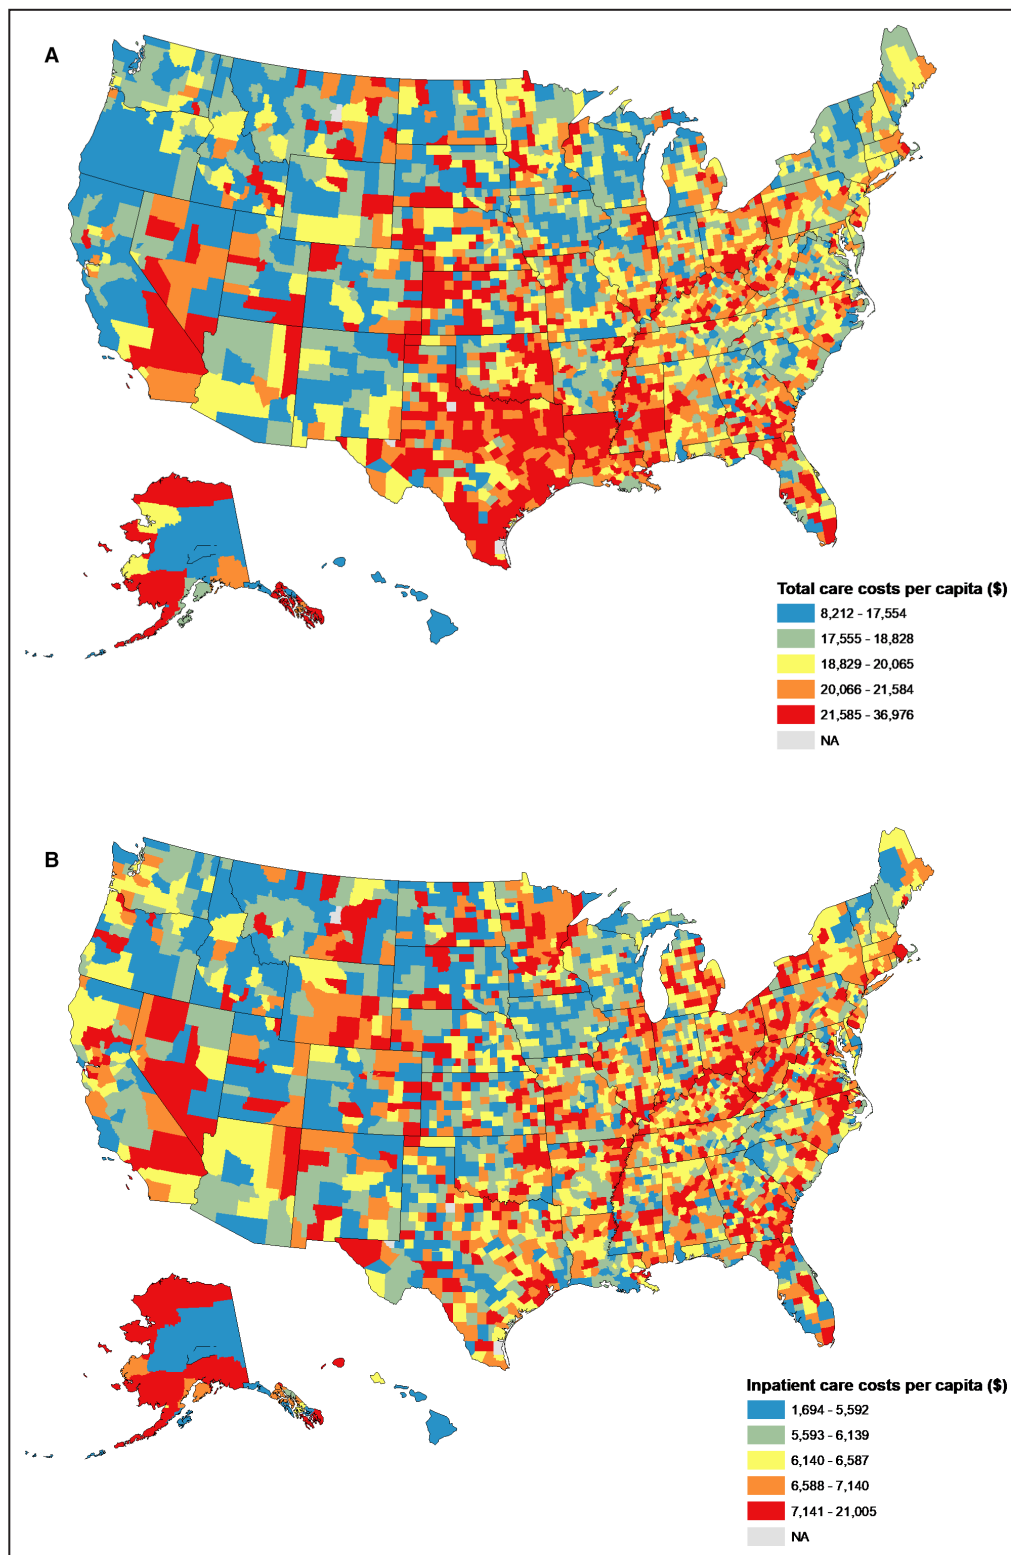 A
Total care costs per capita ($)
8,212 - 17,554
17,555 - 18,828
18,829 - 20,065
20,066 - 21,584
21,585 - 36,976
NA
B
Inpatient care costs per capita ($)
1,694 - 5,592
5,593 - 6,139
6,140 - 6,587
6,588 - 7,140
7,141 - 21,005
NA